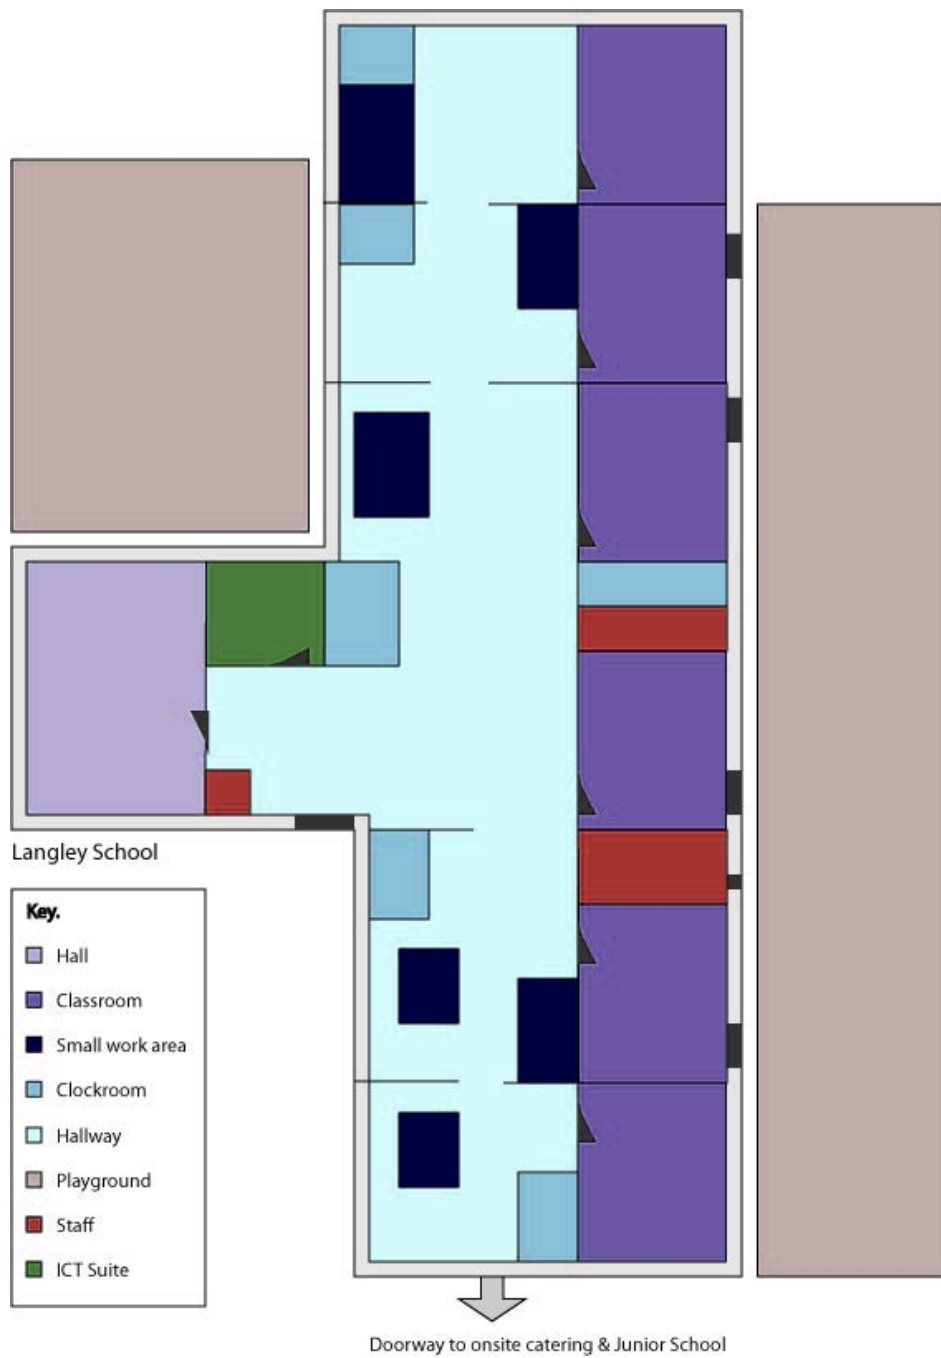 Langley School
Key.
Hall
Classroom
Small work area
Clockroom
Hallway
Playground
Staff
ICT Suite
Doorway to onsite catering & Junior School